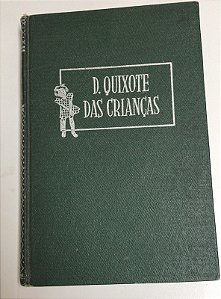 D. QUIXOTE
DAS CRIANÇAS